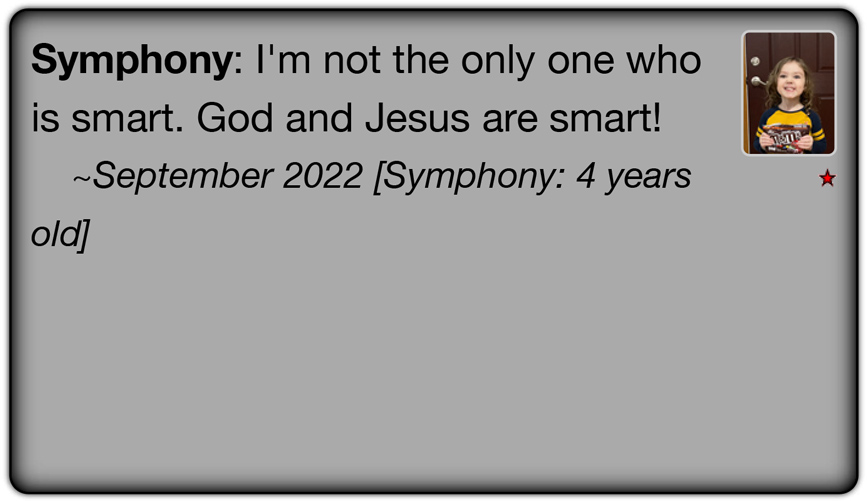 Symphony: I'm not the only one who
is smart. God and Jesus are smart!
~September 2022 [Symphony: 4 years
old]